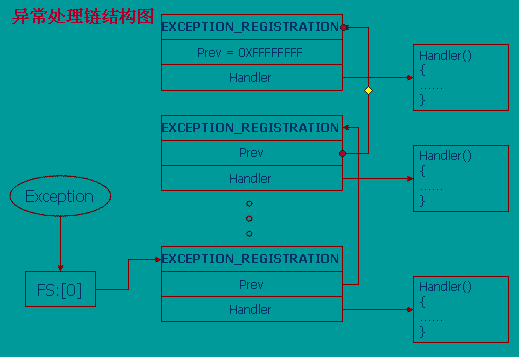 异常处理链结构图
EXCEPTION_REGISTRATION
Prev = 0XFFFFFFFF
Handler
Handler()
{
......
}
EXCEPTION_REGISTRATION
Prev
Handler
Handler()
{
......
}
Exception
FS:[0]
EXCEPTION_REGISTRATION
Prev
Handler
Handler()
{
......
}